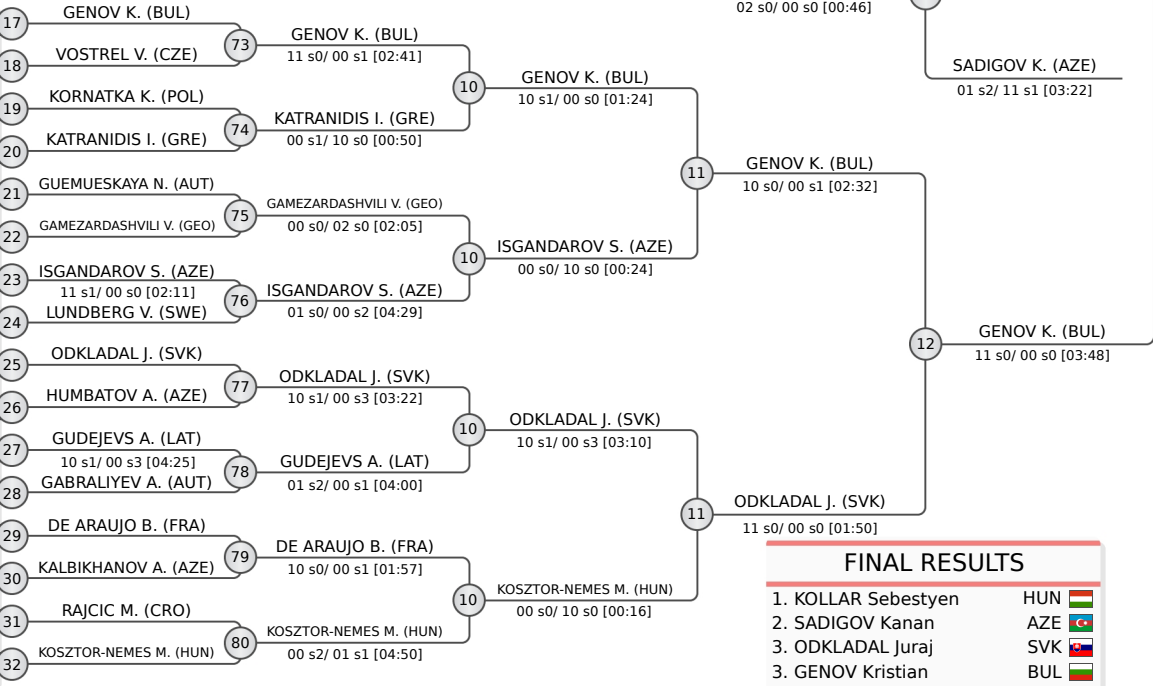 02 s0/ 00 s0 [00:46]
17
GENOV K. (BUL)
18
VOSTREL V. (CZE)
73
GENOV K. (BUL)
11 s0/ 00 s1 [02:41]
19
KORNATKA K. (POL)
20
KATRANIDIS I. (GRE)
74
KATRANIDIS I. (GRE)
00 s1/ 10 s0 [00:50]
10
GENOV K. (BUL)
10 s1/ 00 s0 [01:24]
SADIGOV K. (AZE)
01 s2/ 11 s1 [03:22]
21
GUEMUESKAYA N. (AUT)
22
GAMEZARDASHVILI V. (GEO)
75
GAMEZARDASHVILI V. (GEO)
00 s0/ 02 s0 [02:05]
23
ISGANDAROV S. (AZE)
11 s1/ 00 s0 [02:11]
24
LUNDBERG V. (SWE)
76
ISGANDAROV S. (AZE)
01 s0/ 00 s2 [04:29]
10
ISGANDAROV S. (AZE)
00 s0/ 10 s0 [00:24]
11
GENOV K. (BUL)
10 s0/ 00 s1 [02:32]
25
ODKLADAL J. (SVK)
26
HUMBATOV A. (AZE)
77
ODKLADAL J. (SVK)
10 s1/ 00 s3 [03:22]
27
GUDEJEVS A. (LAT)
10 s1/ 00 s3 [04:25]
28
GABRALIYEV A. (AUT)
78
GUDEJEVS A. (LAT)
01 s2/ 00 s1 [04:00]
10
ODKLADAL J. (SVK)
10 s1/ 00 s3 [03:10]
29
DE ARAUJO B. (FRA)
30
KALBIKHANOV A. (AZE)
79
DE ARAUJO B. (FRA)
10 s0/ 00 s1 [01:57]
31
RAJCIC M. (CRO)
32
KOSZTOR-NEMES M. (HUN)
80
KOSZTOR-NEMES M. (HUN)
00 s2/ 01 s1 [04:50]
10
KOSZTOR-NEMES M. (HUN)
00 s0/ 10 s0 [00:16]
11
ODKLADAL J. (SVK)
11 s0/ 00 s0 [01:50]
12
GENOV K. (BUL)
11 s0/ 00 s0 [03:48]
FINAL RESULTS
1. KOLLAR Sebestyen HUN
2. SADIGOV Kanan AZE
3. ODKLADAL Juraj SVK
3. GENOV Kristian BUL